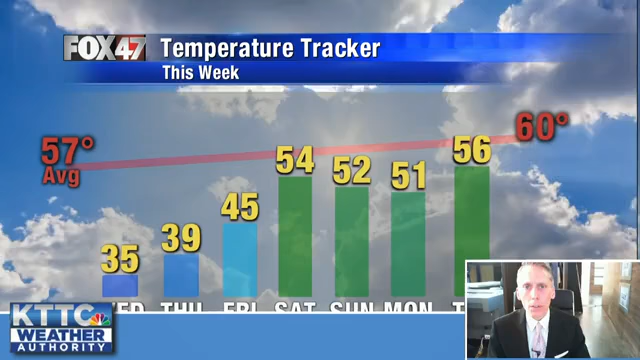 FOX47 Temperature Tracker
This Week
57° 60°
Avg
35 39 45 54 52 51 56
WED THU FRI SAT SUN MON
KTTC
WEATHER
AUTHORITY